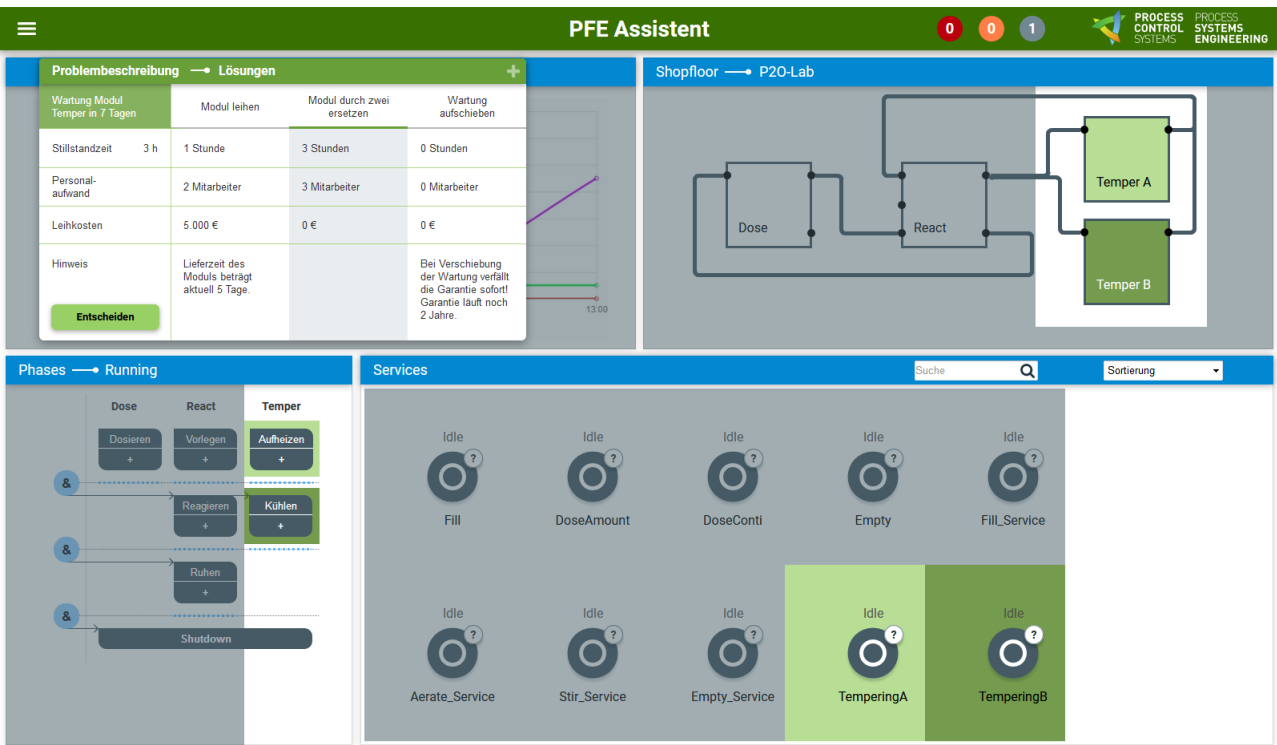 PFE Assistent
0 0 1
PROCESS CONTROL SYSTEMS
PROCESS SYSTEMS ENGINEERING
Problembeschreibung Lösungen +
Wartung Modul
Temper in 7 Tagen
Modul leihen
Modul durch zwei
ersetzen
Wartung
aufschieben
Stillstandzeit 3 h 1 Stunde 3 Stunden 0 Stunden
Personal-
aufwand
2 Mitarbeiter 3 Mitarbeiter 0 Mitarbeiter
Leihkosten 5.000 € 0 € 0 €
Hinweis
Lieferzeit des
Moduls beträgt
aktuell 5 Tage.
Bei Verschiebung
der Wartung verfällt
die Garantie sofort!
Garantie läuft noch
2 Jahre.
Entscheiden
13:00
Shopfloor P2O-Lab
Dose
React
Temper A
Temper B
Phases Running
Dose React Temper
Dosieren Vorlegen Aufheizen
+ + +
&
Reagieren Kühlen
+ +
&
Ruhen
+
&
Shutdown
Services
Suche
Sortierung
Idle Idle Idle Idle Idle
? ? ? ? ?
Fill DoseAmount DoseConti Empty Fill_Service
Idle Idle Idle Idle Idle
? ? ? ? ?
Aerate_Service Stir_Service Empty_Service TemperingA TemperingB